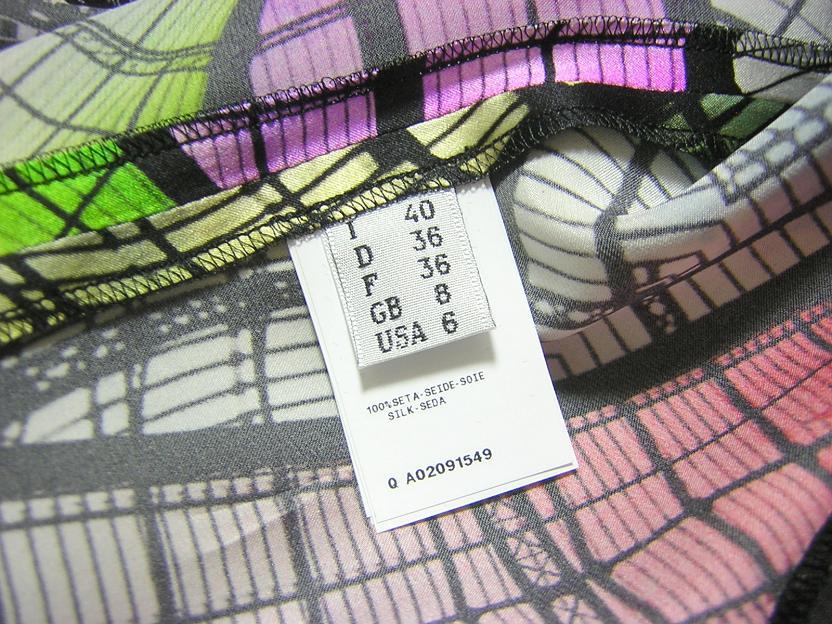 I 40
D 36
F 36
GB 8
USA 6
100%SETA-SEIDE-SOIE
SILK-SEDA
Q A02091549